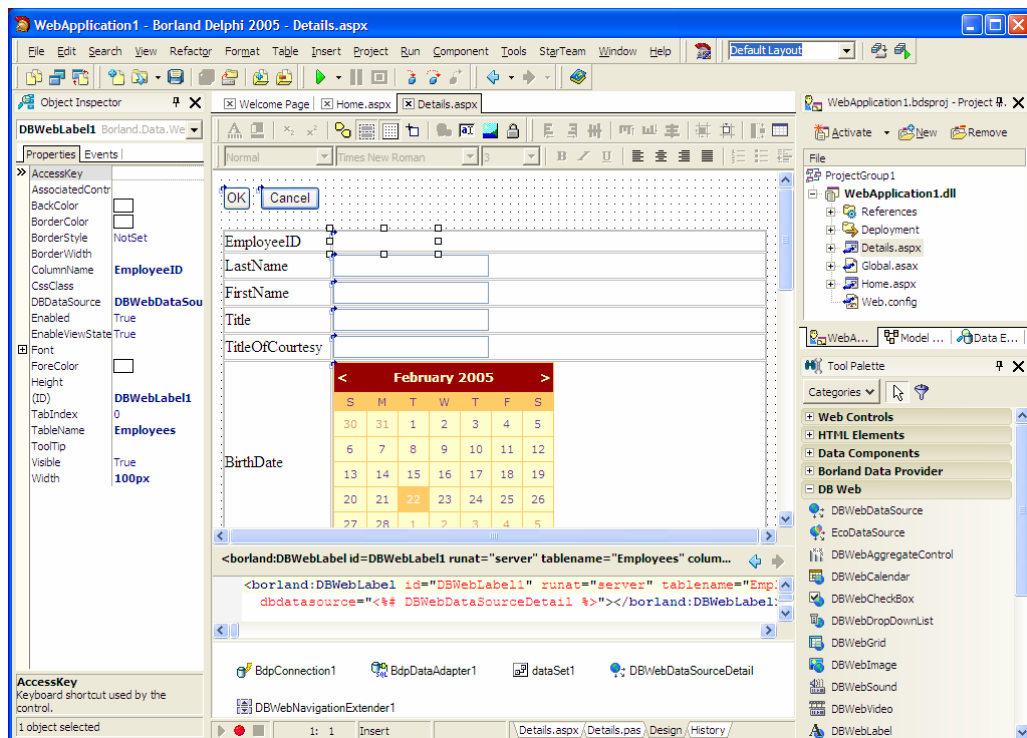 WebApplication1 - Borland Delphi 2005 - Details.aspx
File Edit Search View Refactor Format Table Insert Project Run Component Tools StarTeam Window Help
Default Layout
Object Inspector
DBWebLabel1 Borland.Data.We
Properties Events
AccessKey
AssociatedContr
BackColor
BorderColor
BorderStyle NotSet
BorderWidth
ColumnName EmployeeID
CssClass
DBDataSource DBWebDataSou
Enabled True
EnableViewState True
Font
ForeColor
Height
(ID) DBWebLabel1
TabIndex 0
TableName Employees
ToolTip
Visible True
Width 100px
AccessKey
Keyboard shortcut used by the
control.
1 object selected
Welcome Page Home.aspx Details.aspx
Normal Times New Roman 3 B I U
OK Cancel
EmployeeID
LastName
FirstName
Title
TitleOfCourtesy
BirthDate
< February 2005 >
S M T W T F S
30 31 1 2 3 4 5
6 7 8 9 10 11 12
13 14 15 16 17 18 19
20 21 22 23 24 25 26
27 28 1 2 3 4 5
<borland:DBWebLabel id=DBWebLabel1 runat="server" tablename="Employees" colum...
<borland:DBWebLabel id="DBWebLabel1" runat="server" tablename="Emp
dbdatasource="<%# DBWebDataSourceDetail %>"></borland:DBWebLabel
BdpConnection1 BdpDataAdapter1 dataSet1 DBWebDataSourceDetail
DBWebNavigationExtender1
1: 1 Insert Details.aspx Details.pas Design History
WebApplication1.bdsproj - Project
Activate New Remove
File
ProjectGroup1
WebApplication1.dll
References
Deployment
Details.aspx
Global.asax
Home.aspx
Web.config
WebA... Model ... Data E...
Tool Palette
Categories
Web Controls
HTML Elements
Data Components
Borland Data Provider
DB Web
DBWebDataSource
EcoDataSource
DBWebAggregateControl
DBWebCalendar
DBWebCheckBox
DBWebDropDownList
DBWebGrid
DBWebImage
DBWebSound
DBWebVideo
DBWebLabel